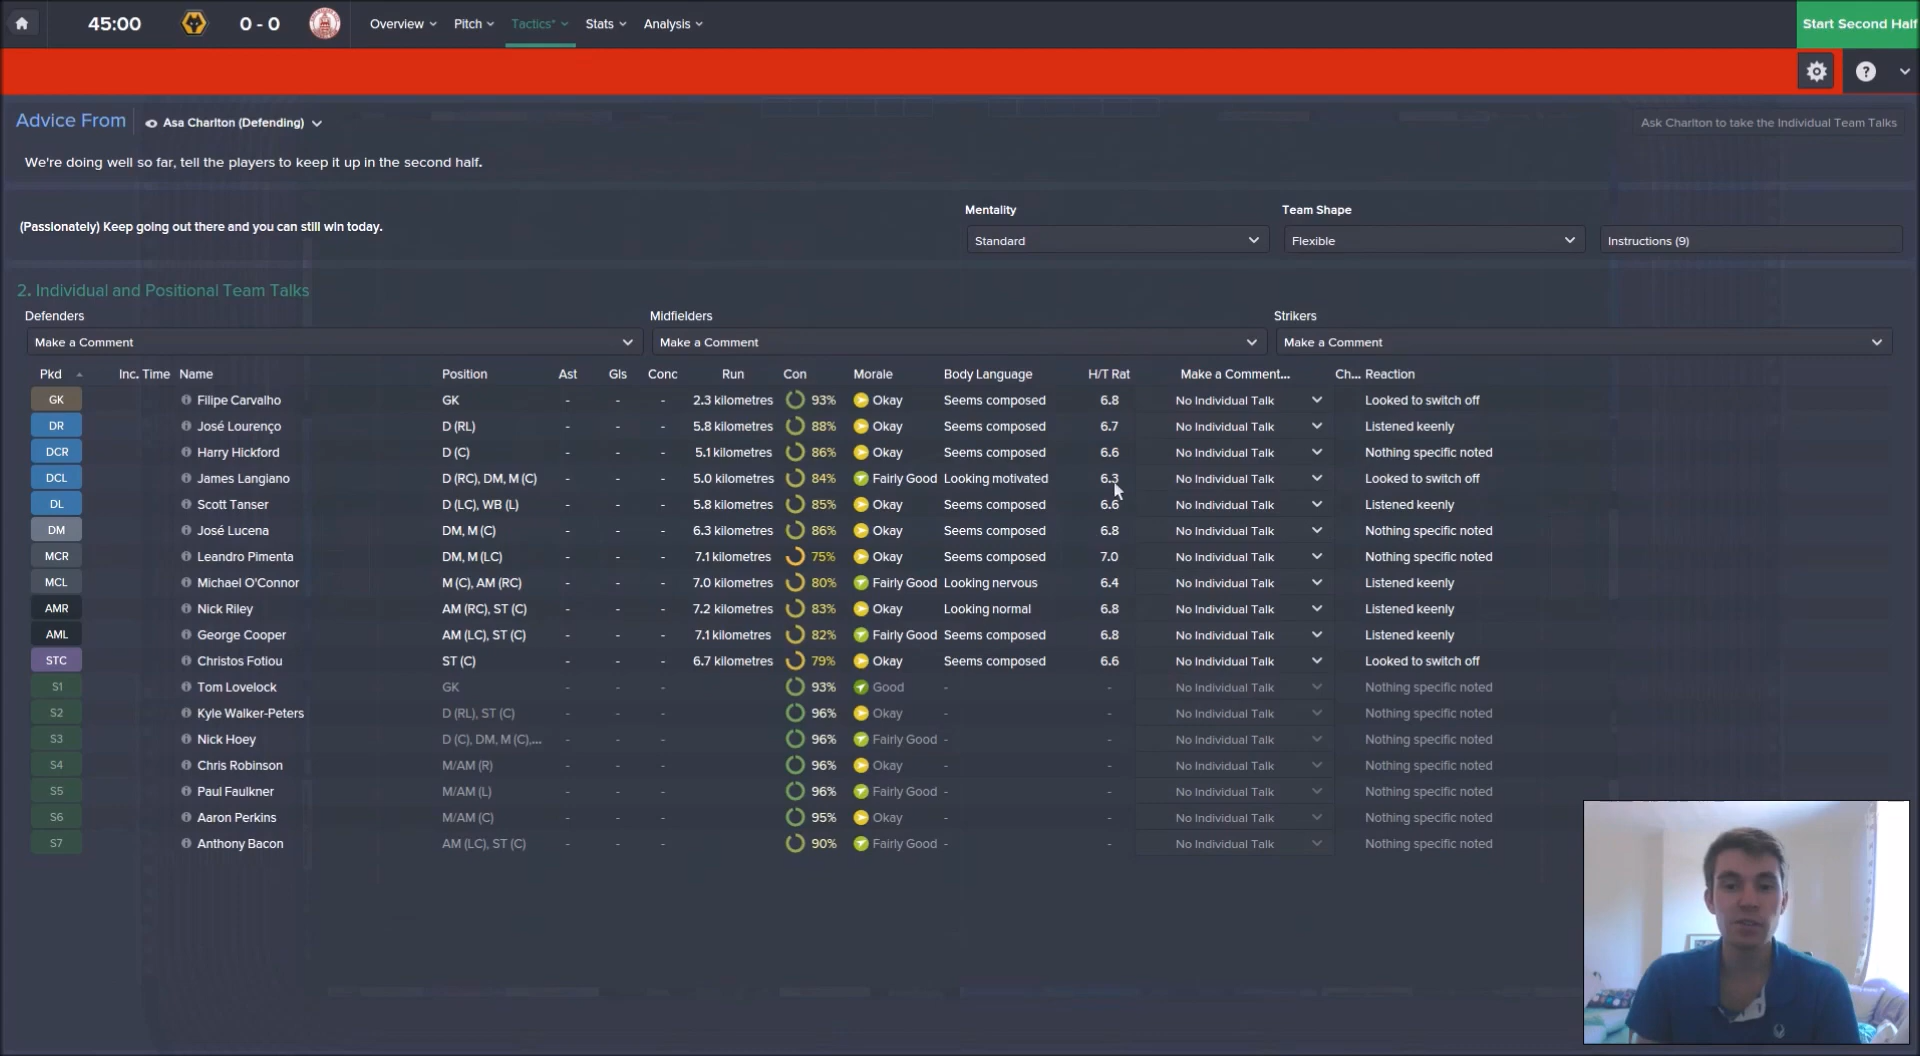 45:00 0 - 0 Overview Pitch Tactics* Stats Analysis Start Second Half
?
Advice From Asa Charlton (Defending) Ask Charlton to take the Individual Team Talks
We're doing well so far, tell the players to keep it up in the second half.
Mentality Team Shape
(Passionately) Keep going out there and you can still win today.
Standard Flexible Instructions (9)
2. Individual and Positional Team Talks
Defenders Midfielders Strikers
Make a Comment Make a Comment Make a Comment
Pkd Inc. Time Name Position Ast Gls Conc Run Con Morale Body Language H/T Rat Make a Comment... Ch... Reaction
GK Filipe Carvalho GK - - - 2.3 kilometres 93% Okay Seems composed 6.8 No Individual Talk Looked to switch off
DR José Lourenço D (RL) - - - 5.8 kilometres 88% Okay Seems composed 6.7 No Individual Talk Listened keenly
DCR Harry Hickford D (C) - - - 5.1 kilometres 86% Okay Seems composed 6.6 No Individual Talk Nothing specific noted
DCL James Langiano D (RC), DM, M (C) - - - 5.0 kilometres 84% Fairly Good Looking motivated 6.3 No Individual Talk Looked to switch off
DL Scott Tanser D (LC), WB (L) - - - 5.8 kilometres 85% Okay Seems composed 6.6 No Individual Talk Listened keenly
DM José Lucena DM, M (C) - - - 6.3 kilometres 86% Okay Seems composed 6.8 No Individual Talk Nothing specific noted
MCR Leandro Pimenta DM, M (LC) - - - 7.1 kilometres 75% Okay Seems composed 7.0 No Individual Talk Nothing specific noted
MCL Michael O'Connor M (C), AM (RC) - - - 7.0 kilometres 80% Fairly Good Looking nervous 6.4 No Individual Talk Listened keenly
AMR Nick Riley AM (RC), ST (C) - - - 7.2 kilometres 83% Okay Looking normal 6.8 No Individual Talk Listened keenly
AML George Cooper AM (LC), ST (C) - - - 7.1 kilometres 82% Fairly Good Seems composed 6.8 No Individual Talk Listened keenly
STC Christos Fotiou ST (C) - - - 6.7 kilometres 79% Okay Seems composed 6.6 No Individual Talk Looked to switch off
S1 Tom Lovelock GK - - - 93% Good - - No Individual Talk Nothing specific noted
S2 Kyle Walker-Peters D (RL), ST (C) - - - 96% Okay - - No Individual Talk Nothing specific noted
S3 Nick Hoey D (C), DM, M (C),... - - - 96% Fairly Good - - No Individual Talk Nothing specific noted
S4 Chris Robinson M/AM (R) - - - 96% Okay - - No Individual Talk Nothing specific noted
S5 Paul Faulkner M/AM (L) - - - 96% Fairly Good - - No Individual Talk Nothing specific noted
S6 Aaron Perkins M/AM (C) - - - 95% Okay - - No Individual Talk Nothing specific noted
S7 Anthony Bacon AM (LC), ST (C) - - - 90% Fairly Good - - No Individual Talk Nothing specific noted